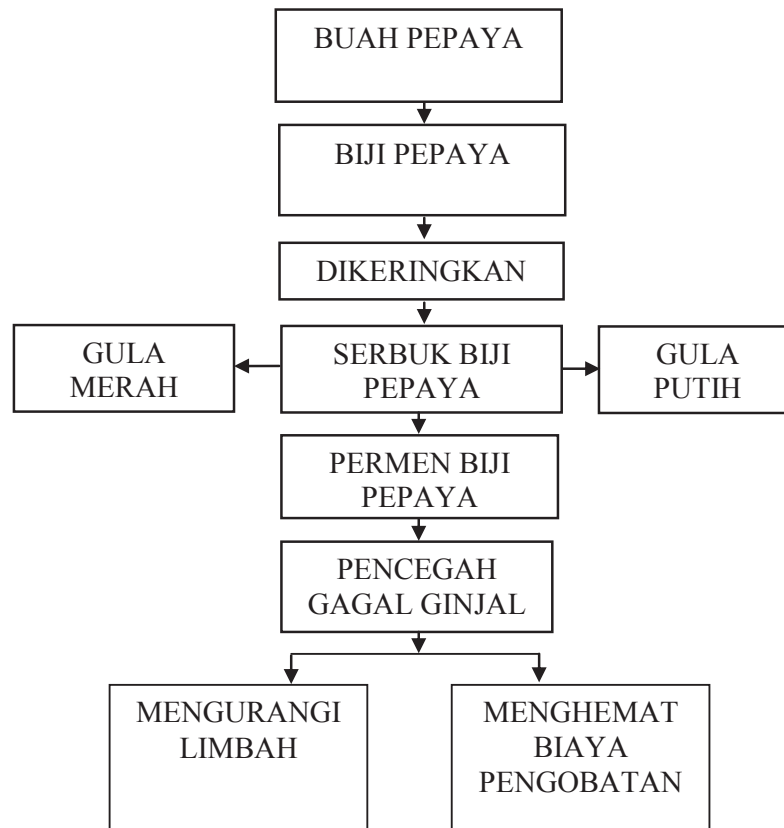 BUAH PEPAYA
BIJI PEPAYA
DIKERINGKAN
GULA
MERAH
SERBUK BIJI
PEPAYA
GULA
PUTIH
PERMEN BIJI
PEPAYA
PENCEGAH
GAGAL GINJAL
MENGURANGI
LIMBAH
MENGHEMAT
BIAYA
PENGOBATAN